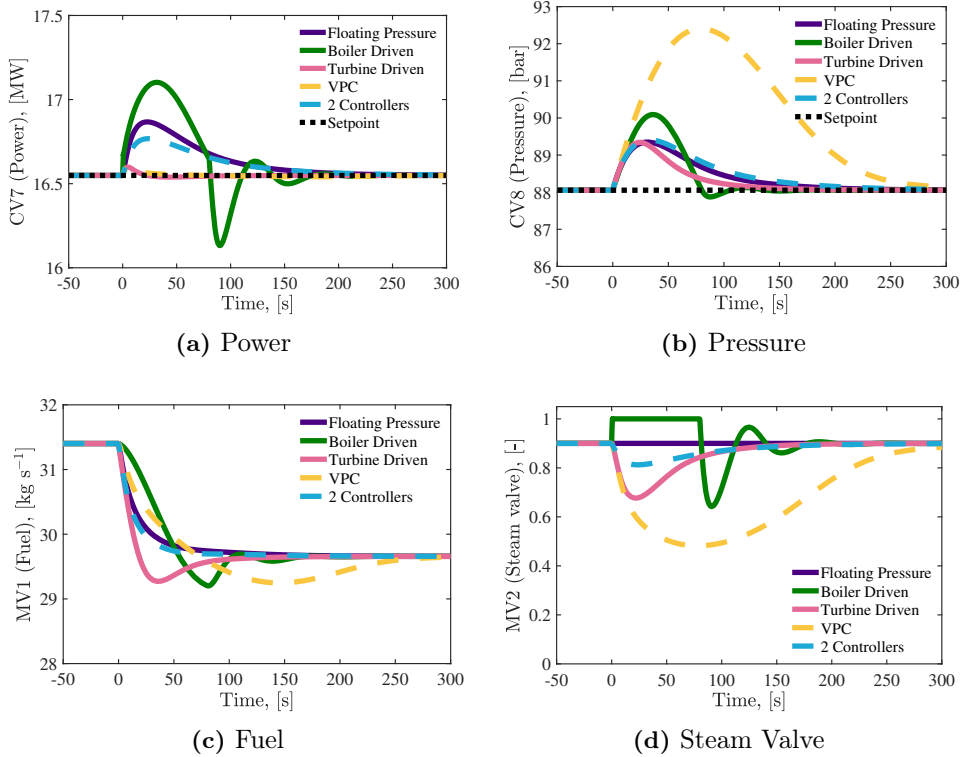 17.5
17
16.5
16
CV7 (Power), [MW]
Floating Pressure
Boiler Driven
Turbine Driven
VPC
2 Controllers
Setpoint
-50 0 50 100 150 200 250 300
Time, [s]
(a) Power
93
92
91
90
89
88
87
86
CV8 (Pressure), [bar]
Floating Pressure
Boiler Driven
Turbine Driven
VPC
2 Controllers
Setpoint
-50 0 50 100 150 200 250 300
Time, [s]
(b) Pressure
32
31
30
29
28
MV1 (Fuel), [kg s⁻¹]
Floating Pressure
Boiler Driven
Turbine Driven
VPC
2 Controllers
-50 0 50 100 150 200 250 300
Time, [s]
(c) Fuel
1
0.8
0.6
0.4
0.2
0
MV2 (Steam valve), [-]
Floating Pressure
Boiler Driven
Turbine Driven
VPC
2 Controllers
-50 0 50 100 150 200 250 300
Time, [s]
(d) Steam Valve